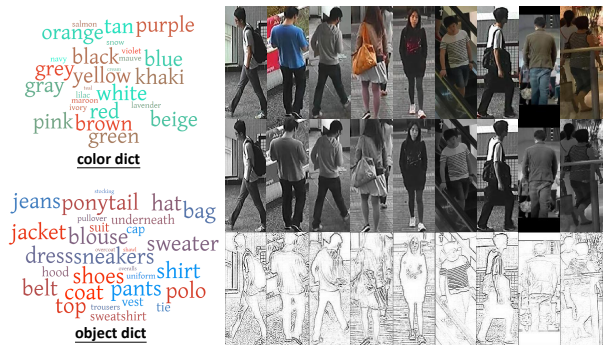 salmon
orange tan purple
snow
black white
navy mauve blue
grey yellow khaki
gray teal
lilac white
maroon
ivory red lavender
pink brown beige
green
color dict
stocking
jeans ponytail hat bag
pullover underneath
jacket suit cap
blouse sweater
overcoat
dress sneakers
hood overalls
shoes uniform shirt
belt coat pants polo
top trousers vest tie
sweatshirt
object dict